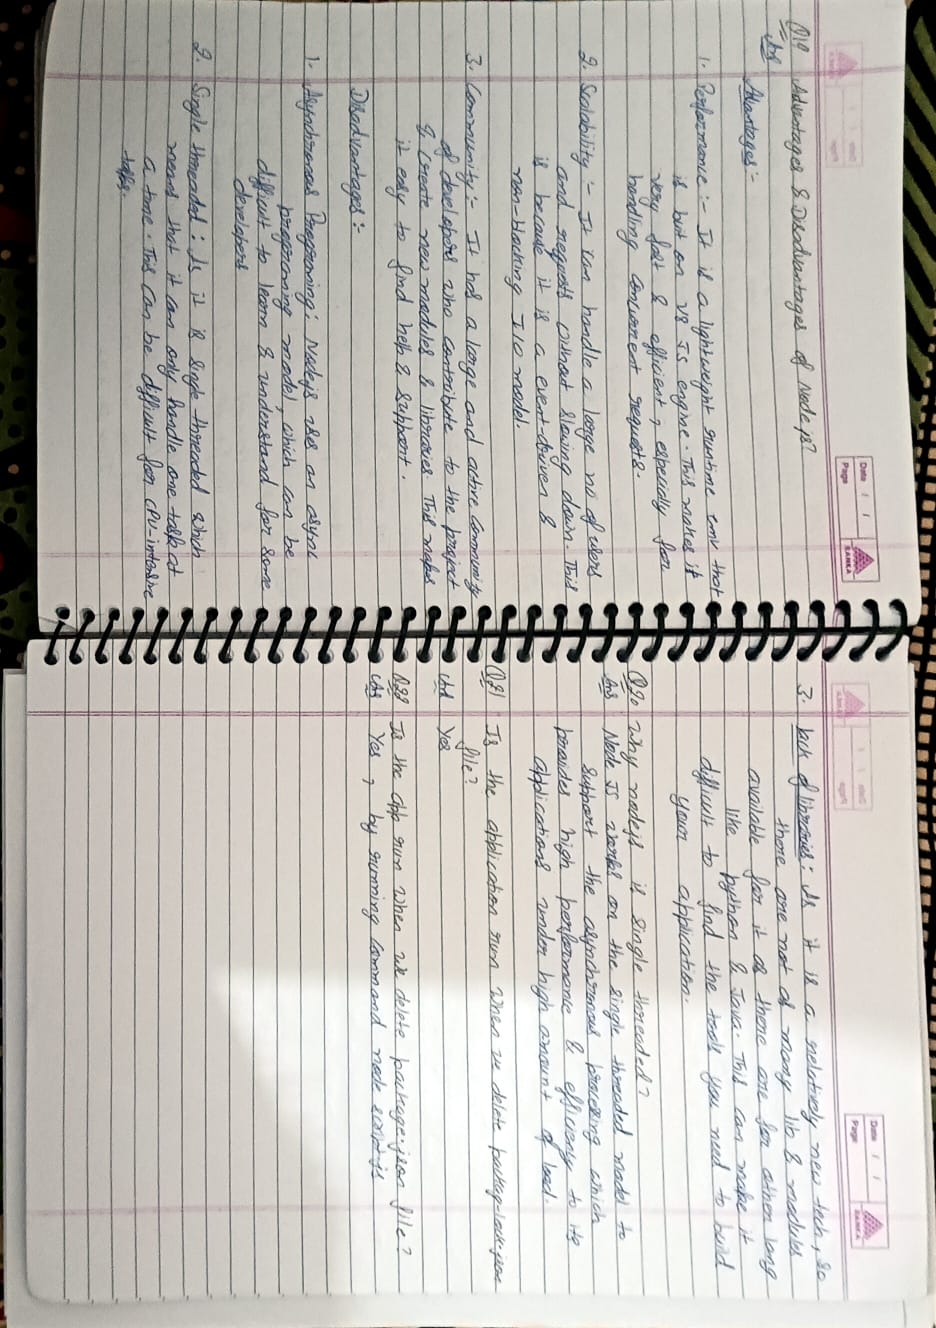 Date / /
Page
SANKA
Q19 Advantages & Disadvantages of Node js?
Ans
Advantages :-
1. Performance :- It is a lightweight runtime env that
is buit on V8 JS engine. This makes it
very fast & efficient, especially for
handling concurrent requests.
2. Scalability :- It can handle a large no of users
and requests without slowing down. This
is because it is a event-driven &
non-blocking I/O model.
3. Community :- It has a large and active community
of developers who contribute to the project
& create new modules & libraries. This makes
it easy to find help & support.
Disadvantages :-
1. Asynchronous Programming: Nodejs uses an async
programming model, which can be
difficult to learn & understand for some
developers
2. Single threaded : As it is single threaded which
means that it can only handle one task at
a time. This can be difficult for CPU-intensive
tasks.
Date / /
Page
SANKA
3. Lack of libraries : As it is a relatively new tech, so
there are not as many lib & modules
available for it as there are for other lang
like python & Java. This can make it
difficult to find the tools you need to build
your application.
Q20 Why nodejs is single threaded?
Ans Node JS works on the single threaded model to
support the asynchronous processing which
provides high performance & efficiency to its
applications under high amount of load.
Q21 Is the application run when we delete package-lock.json
file?
Ans Yes
Q22 Is the app run when we delete package.json file?
Ans Yes, by running command node script.js